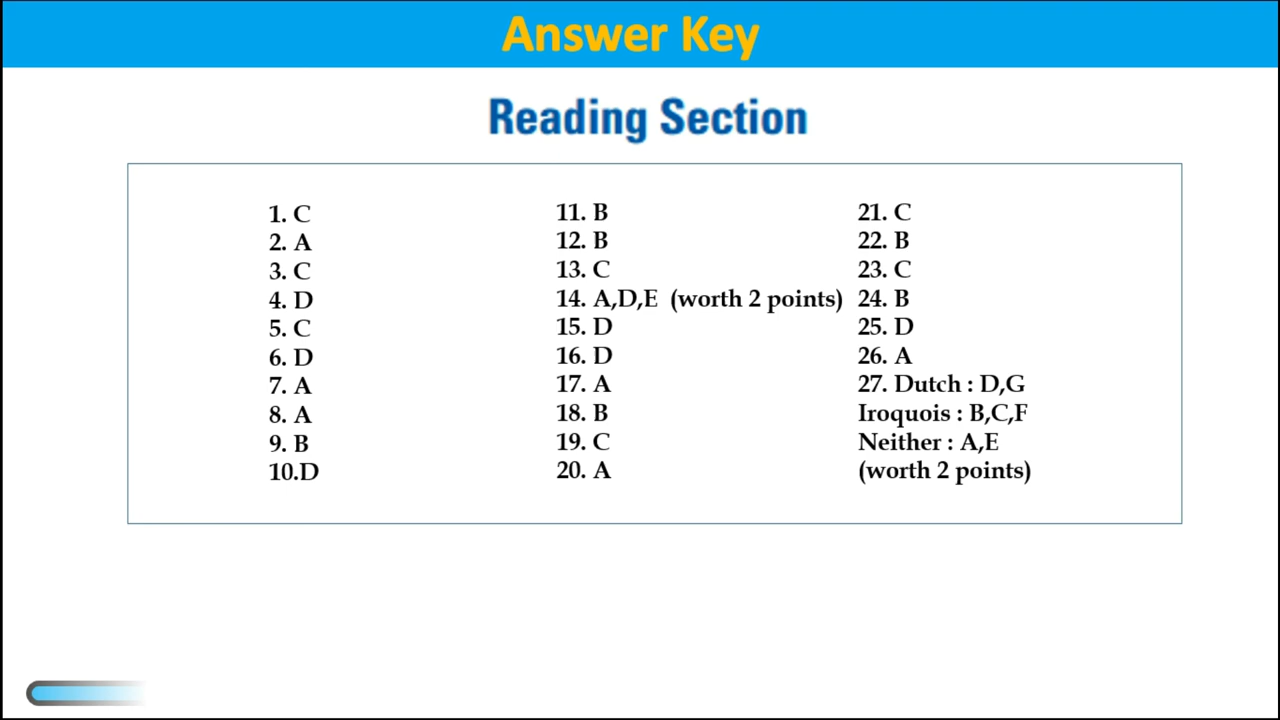 Answer Key
Reading Section
1. C
2. A
3. C
4. D
5. C
6. D
7. A
8. A
9. B
10.D
11. B
12. B
13. C
14. A,D,E (worth 2 points)
15. D
16. D
17. A
18. B
19. C
20. A
21. C
22. B
23. C
24. B
25. D
26. A
27. Dutch : D,G
Iroquois : B,C,F
Neither : A,E
(worth 2 points)